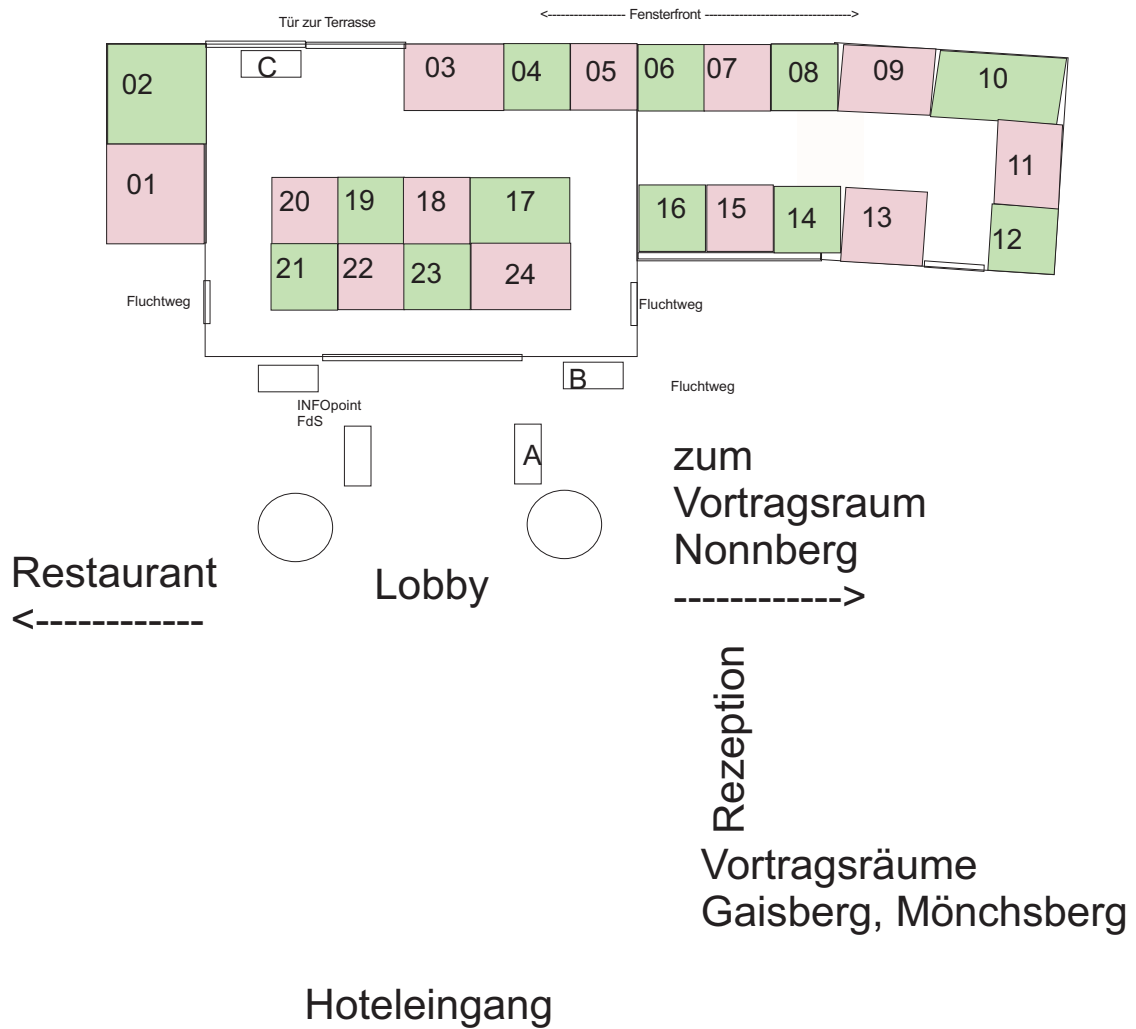 <------------------- Fensterfront ------------------------------------->
Tür zur Terrasse
C
02
03
04
05
06
07
08
09
10
01
11
20
19
18
17
16
15
14
13
12
21
22
23
24
Fluchtweg
Fluchtweg
B
Fluchtweg
INFOpoint
FdS
A
zum
Vortragsraum
Nonnberg
------------>
Restaurant
<------------
Lobby
Rezeption
Vortragsräume
Gaisberg, Mönchsberg
Hoteleingang